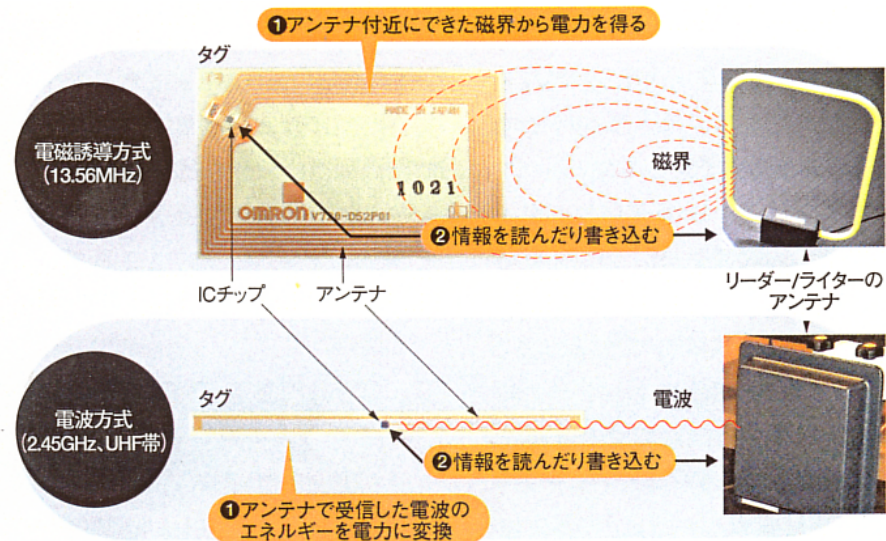 ❶アンテナ付近にできた磁界から電力を得る
タグ
電磁誘導方式
(13.56MHz)
MADE IN JAPAN
磁界
1021
OMRON V720-D52P01
❷情報を読んだり書き込む
ICチップ
アンテナ
リーダー/ライターの
アンテナ
タグ
電波
電波方式
(2.45GHz、UHF帯)
❷情報を読んだり書き込む
❶アンテナで受信した電波の
エネルギーを電力に変換